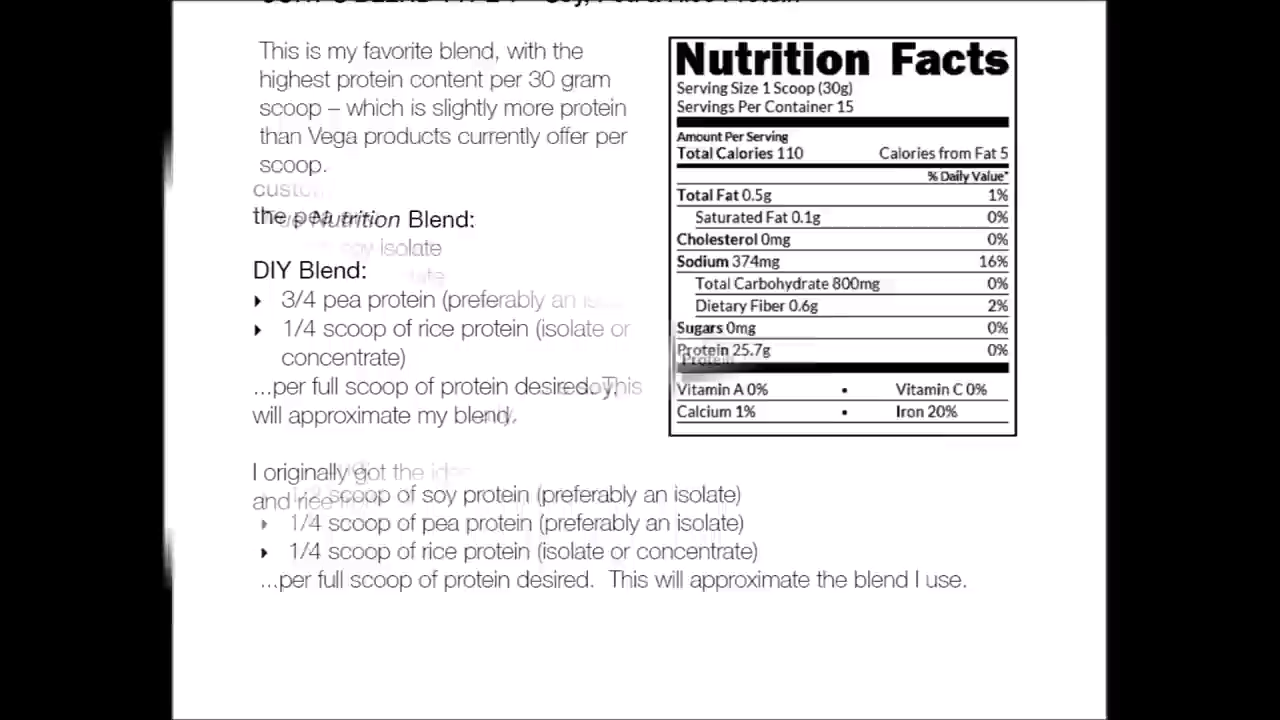 This is my favorite blend, with the
highest protein content per 30 gram
scoop – which is slightly more protein
than Vega products currently offer per
scoop.
the
Nutrition Blend:
soy isolate
DIY Blend:
3/4 pea protein (preferably an
1/4 scoop of rice protein (isolate or
concentrate)
...per full scoop of protein desired. This
will approximate my blend.
I originally got the
and rice
scoop of soy protein (preferably an isolate)
1/4 scoop of pea protein (preferably an isolate)
1/4 scoop of rice protein (isolate or concentrate)
...per full scoop of protein desired. This will approximate the blend I use.
Nutrition Facts
Serving Size 1 Scoop (30g)
Servings Per Container 15
Amount Per Serving
Total Calories 110 Calories from Fat 5
% Daily Value*
Total Fat 0.5g 1%
Saturated Fat 0.1g 0%
Cholesterol 0mg 0%
Sodium 374mg 16%
Total Carbohydrate 800mg 0%
Dietary Fiber 0.6g 2%
Sugars 0mg 0%
Protein 25.7g 0%
Protein
Vitamin A 0% • Vitamin C 0%
Calcium 1% • Iron 20%